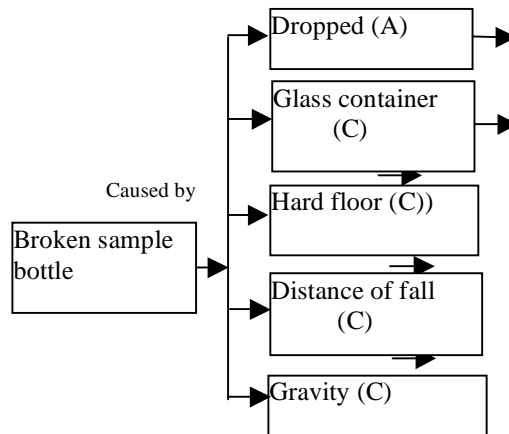 Dropped (A)
Glass container
(C)
Caused by
Hard floor (C))
Broken sample
bottle
Distance of fall
(C)
Gravity (C)